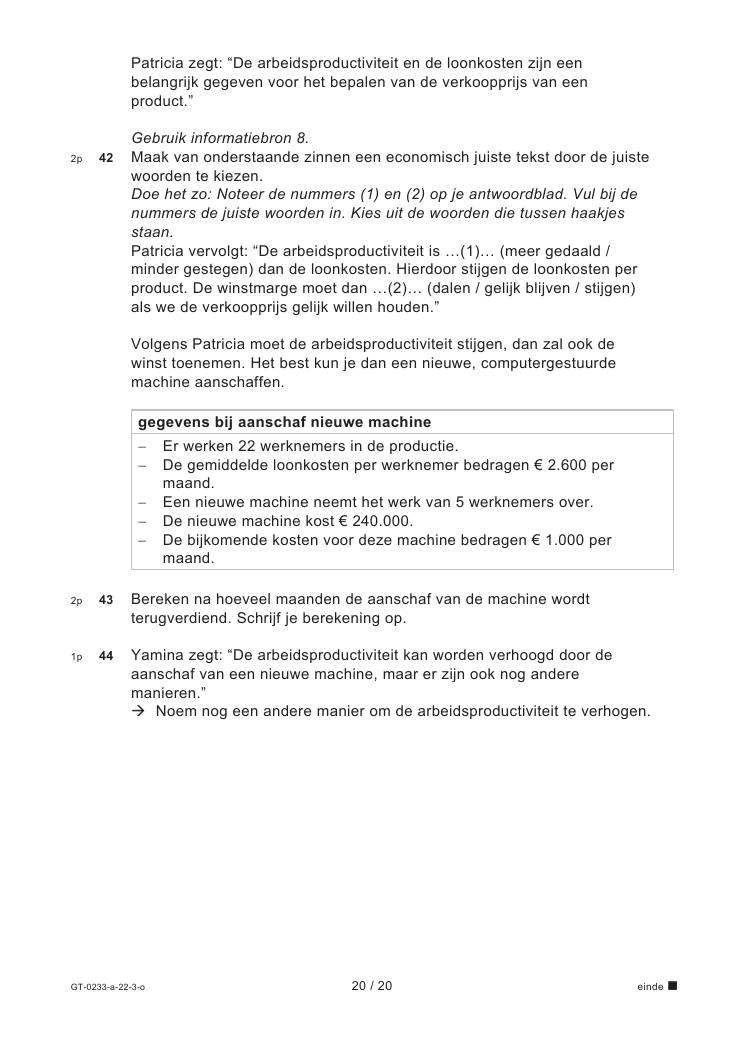 Patricia zegt: “De arbeidsproductiviteit en de loonkosten zijn een
belangrijk gegeven voor het bepalen van de verkoopprijs van een
product.”
Gebruik informatiebron 8.
2p 42 Maak van onderstaande zinnen een economisch juiste tekst door de juiste
woorden te kiezen.
Doe het zo: Noteer de nummers (1) en (2) op je antwoordblad. Vul bij de
nummers de juiste woorden in. Kies uit de woorden die tussen haakjes
staan.
Patricia vervolgt: “De arbeidsproductiviteit is …(1)… (meer gedaald /
minder gestegen) dan de loonkosten. Hierdoor stijgen de loonkosten per
product. De winstmarge moet dan …(2)… (dalen / gelijk blijven / stijgen)
als we de verkoopprijs gelijk willen houden.”
Volgens Patricia moet de arbeidsproductiviteit stijgen, dan zal ook de
winst toenemen. Het best kun je dan een nieuwe, computergestuurde
machine aanschaffen.
gegevens bij aanschaf nieuwe machine
– Er werken 22 werknemers in de productie.
– De gemiddelde loonkosten per werknemer bedragen € 2.600 per
maand.
– Een nieuwe machine neemt het werk van 5 werknemers over.
– De nieuwe machine kost € 240.000.
– De bijkomende kosten voor deze machine bedragen € 1.000 per
maand.
2p 43 Bereken na hoeveel maanden de aanschaf van de machine wordt
terugverdiend. Schrijf je berekening op.
1p 44 Yamina zegt: “De arbeidsproductiviteit kan worden verhoogd door de
aanschaf van een nieuwe machine, maar er zijn ook nog andere
manieren.”
→ Noem nog een andere manier om de arbeidsproductiviteit te verhogen.
GT-0233-a-22-3-o 20 / 20 einde ■